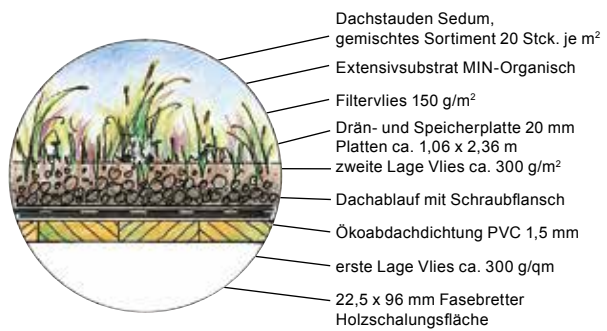 Dachstauden Sedum,
gemischtes Sortiment 20 Stck. je m²
Extensivsubstrat MIN-Organisch
Filtervlies 150 g/m²
Drän- und Speicherplatte 20 mm
Platten ca. 1,06 x 2,36 m
zweite Lage Vlies ca. 300 g/m²
Dachablauf mit Schraubflansch
Ökoabdachdichtung PVC 1,5 mm
erste Lage Vlies ca. 300 g/qm
22,5 x 96 mm Fasebretter
Holzschalungsfläche